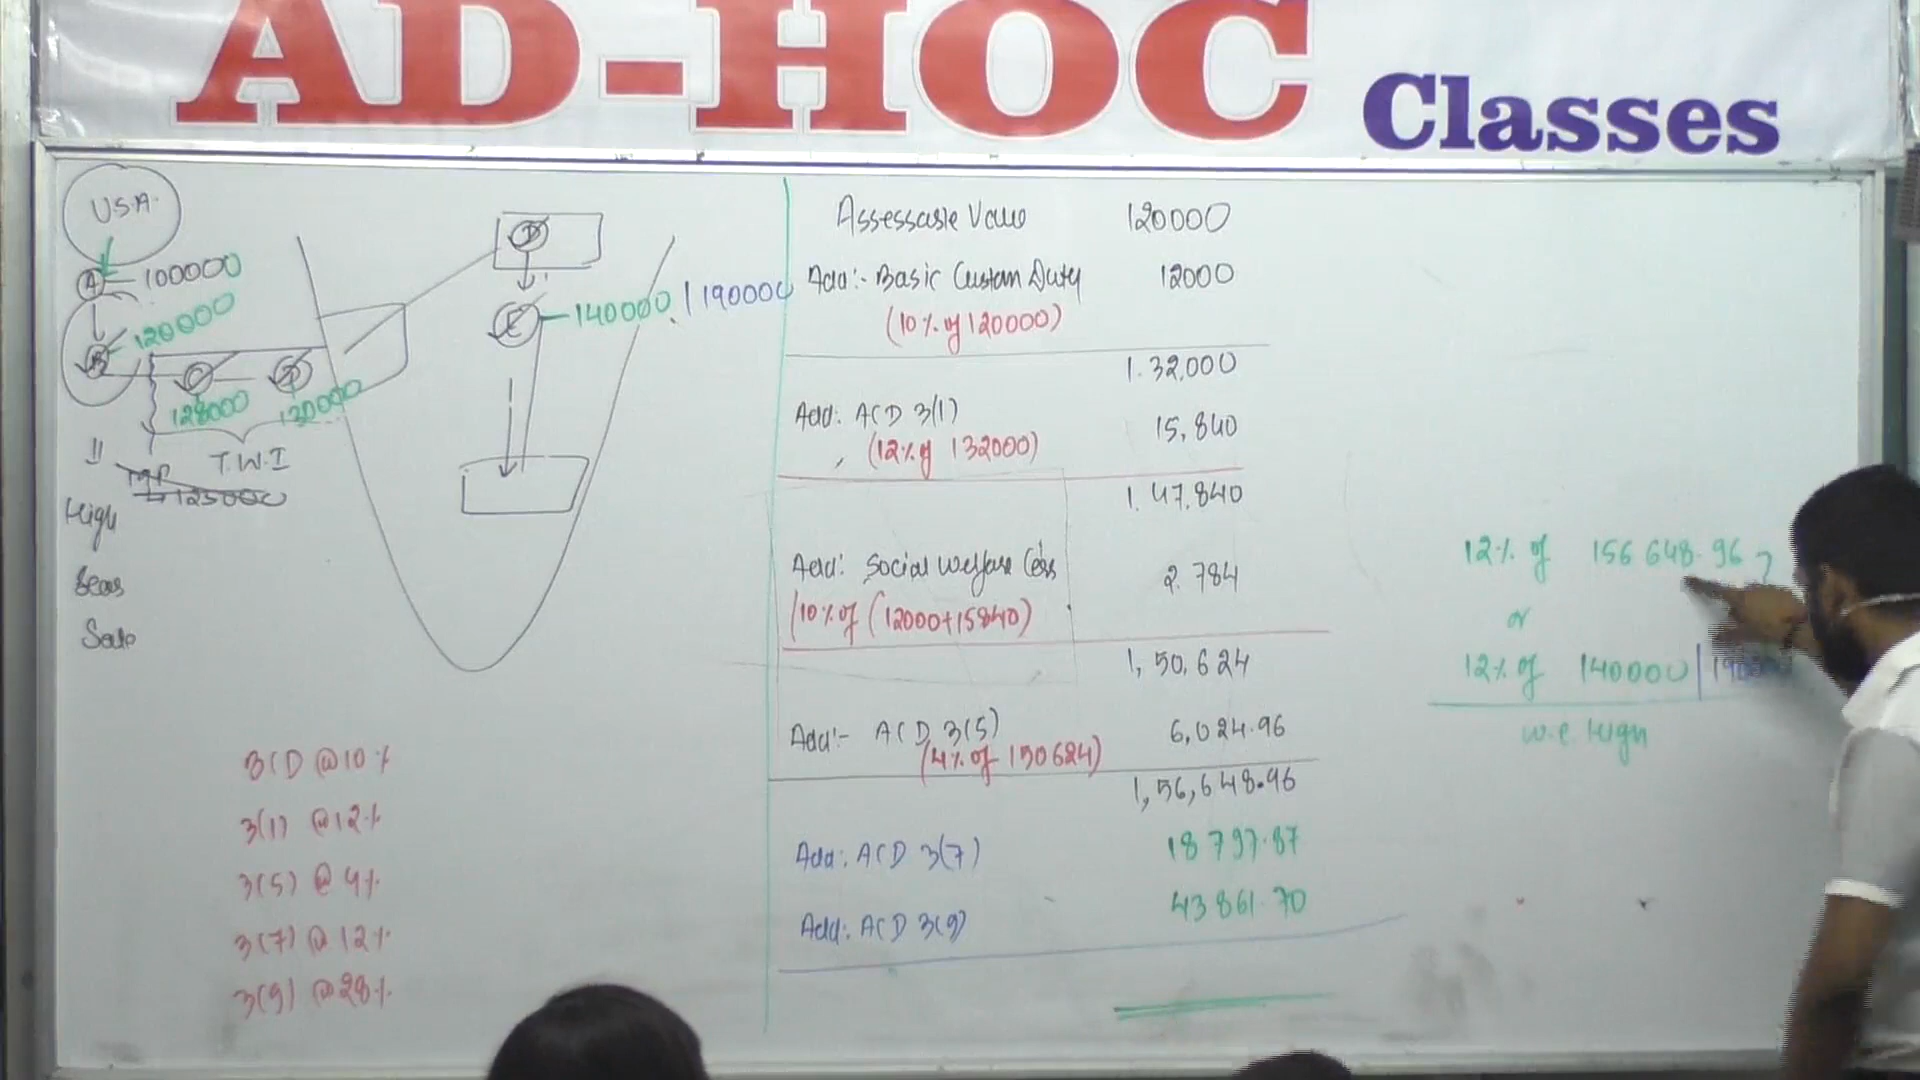 AD-HOC Classes
U.S.A.
A 100000
B 120000
C
128000
130000
T.W.I
125000
High
Seas
Sale
D
E 140000 | 190000
BCD @ 10%
3(1) @ 12%
3(5) @ 4%
3(7) @ 12%
3(9) @ 28%
Assessable Value 120000
Add:- Basic Custom Duty 12000
(10% of 120000)
1.32,000
Add: ACD 3(1) 15,840
(12% of 132000)
1.47,840
Add: Social Welfare Cess 2.784
(10% of (12000+15840)
1,50,624
Add:- ACD 3(5) 6,024.96
(4% of 150624)
1,56,648.96
Add: ACD 3(7) 18797.87
Add: ACD 3(9) 43861.70
12% of 156648.96
or
12% of 140000 |
w.e. High